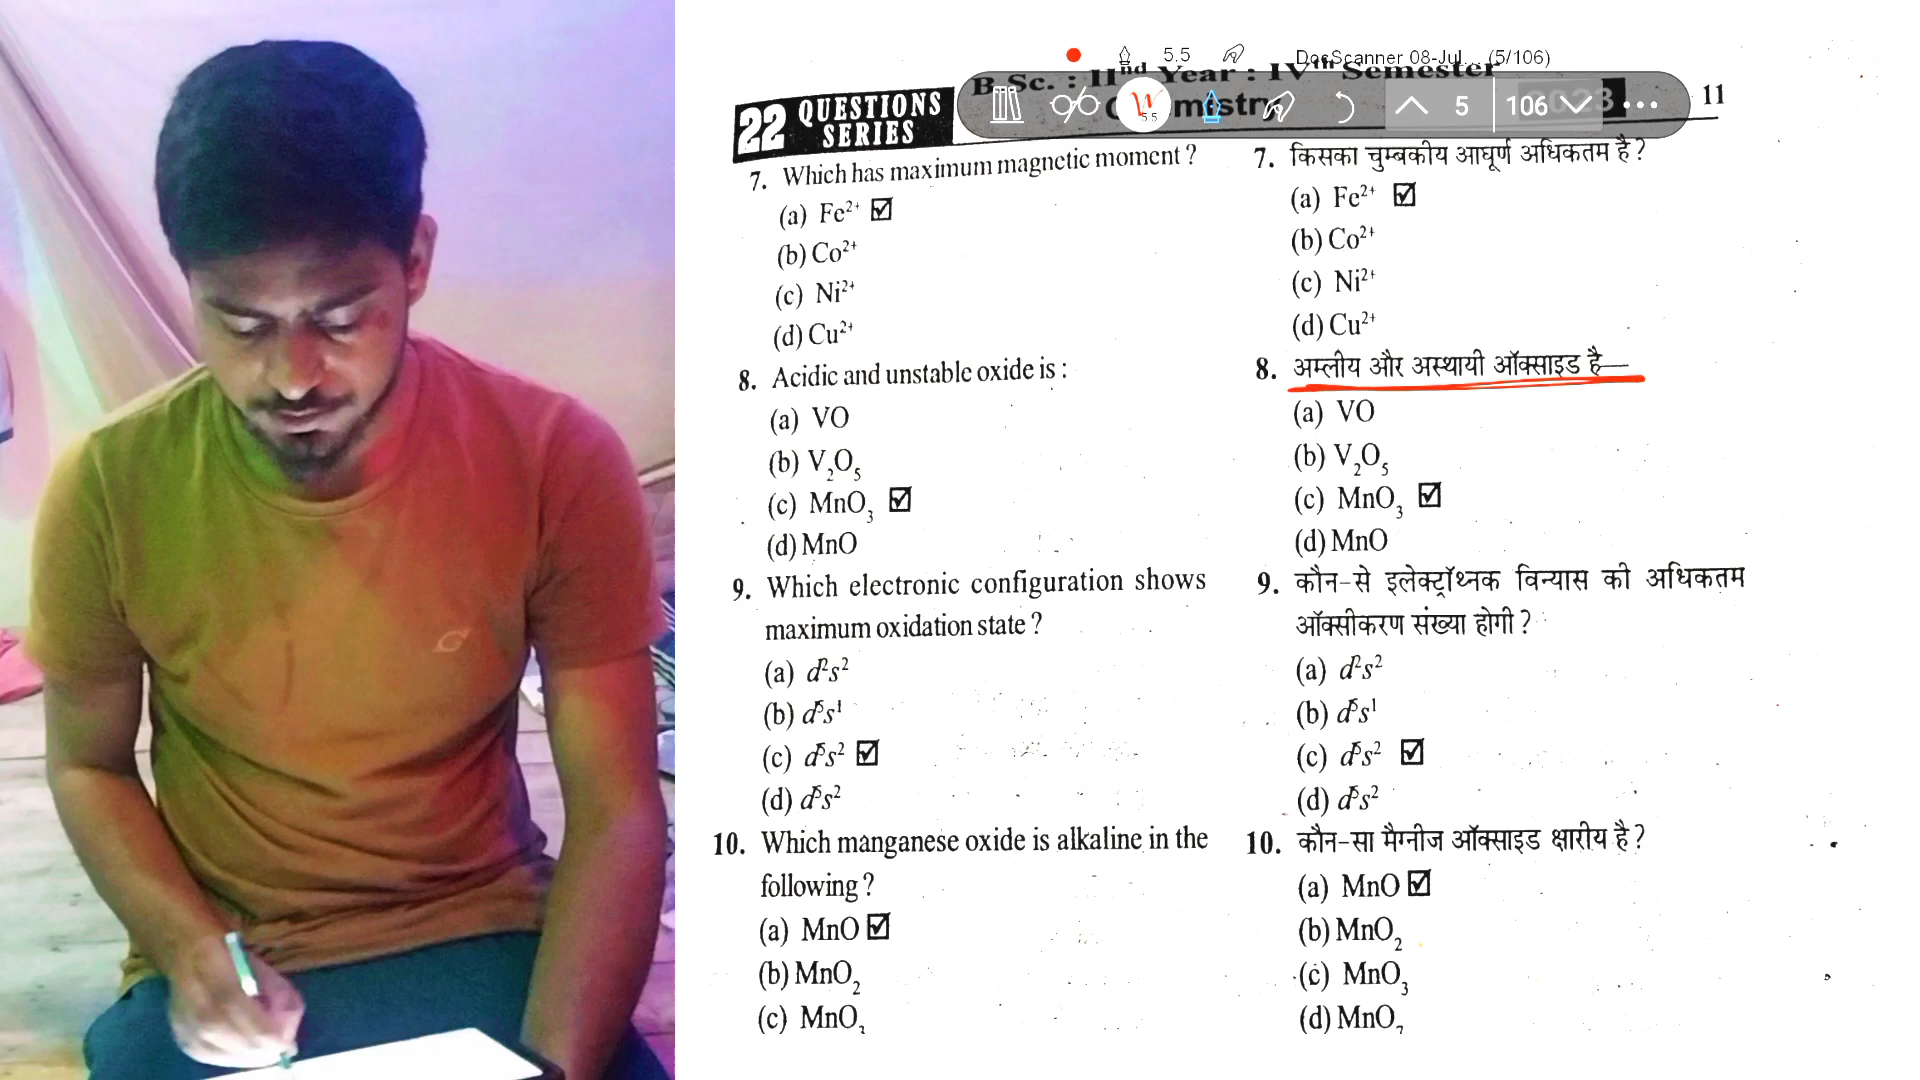 5.5 DocScanner 08-Jul... (5/106)
B.Sc. : IInd Year : IVth Semester
22 QUESTIONS SERIES
5 106
11
7. Which has maximum magnetic moment ?
(a) Fe²⁺ ☑
(b) Co²⁺
(c) Ni²⁺
(d) Cu²⁺
8. Acidic and unstable oxide is :
(a) VO
(b) V₂O₅
(c) MnO₃ ☑
(d) MnO
9. Which electronic configuration shows
maximum oxidation state ?
(a) d²s²
(b) d⁵s¹
(c) d⁵s² ☑
(d) d⁵s²
10. Which manganese oxide is alkaline in the
following ?
(a) MnO ☑
(b) MnO₂
(c) MnO₃
7. किसका चुम्बकीय आघूर्ण अधिकतम है ?
(a) Fe²⁺ ☑
(b) Co²⁺
(c) Ni²⁺
(d) Cu²⁺
8. अम्लीय और अस्थायी ऑक्साइड है—
(a) VO
(b) V₂O₅
(c) MnO₃ ☑
(d) MnO
9. कौन-से इलेक्ट्रॉनिक विन्यास की अधिकतम
ऑक्सीकरण संख्या होगी ?
(a) d²s²
(b) d⁵s¹
(c) d⁵s² ☑
(d) d⁵s²
10. कौन-सा मैग्नीज ऑक्साइड क्षारीय है ?
(a) MnO ☑
(b) MnO₂
(c) MnO₃
(d) MnO₇